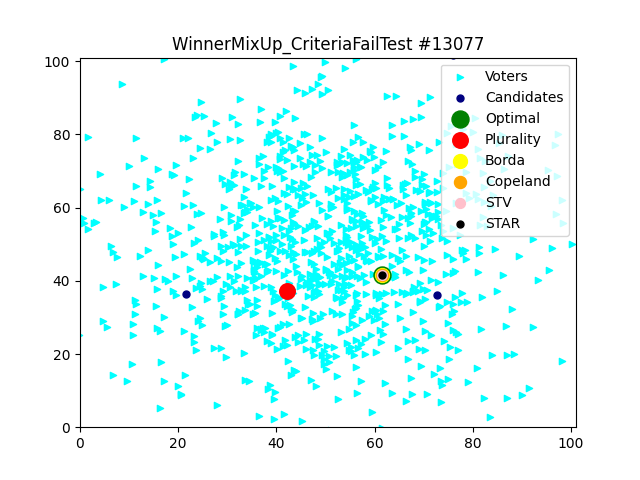 WinnerMixUp_CriteriaFailTest #13077
100
80
60
40
20
0
0
20
40
60
80
100
Voters
Candidates
Optimal
Plurality
Borda
Copeland
STV
STAR